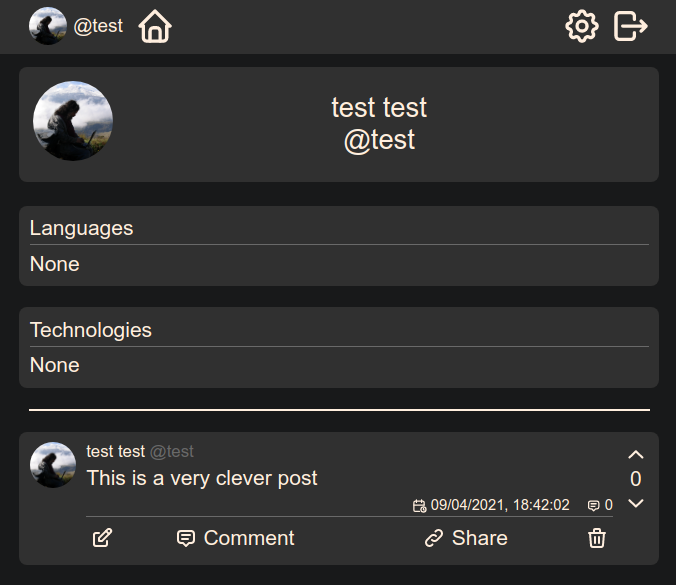 @test
test test
@test
Languages
None
Technologies
None
test test @test
This is a very clever post
0
09/04/2021, 18:42:02 0
Comment Share